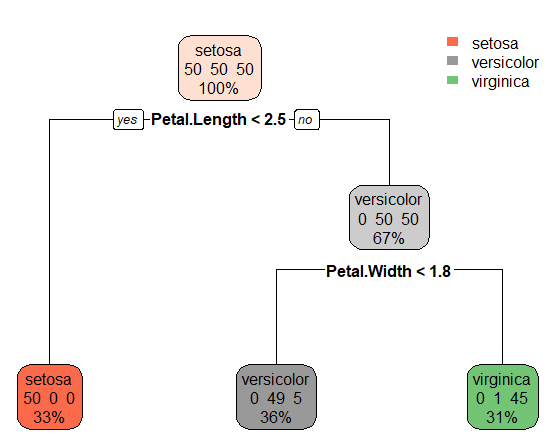 setosa
50 50 50
100%
setosa
versicolor
virginica
yes Petal.Length < 2.5 no
versicolor
0 50 50
67%
Petal.Width < 1.8
setosa
50 0 0
33%
versicolor
0 49 5
36%
virginica
0 1 45
31%